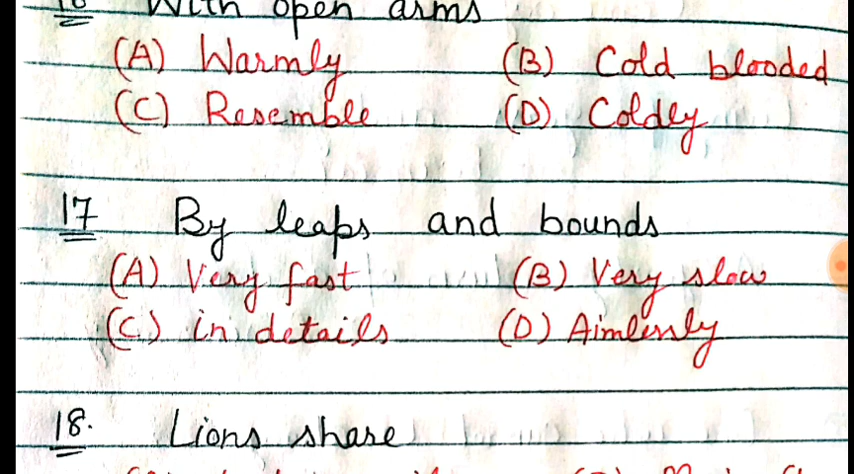 With open arms
(A) Warmly (B) Cold blooded
(C) Resemble (D) Coldly
17 By leaps and bounds
(A) Very fast (B) Very slow
(C) in details (D) Aimlessly
18. Lions share